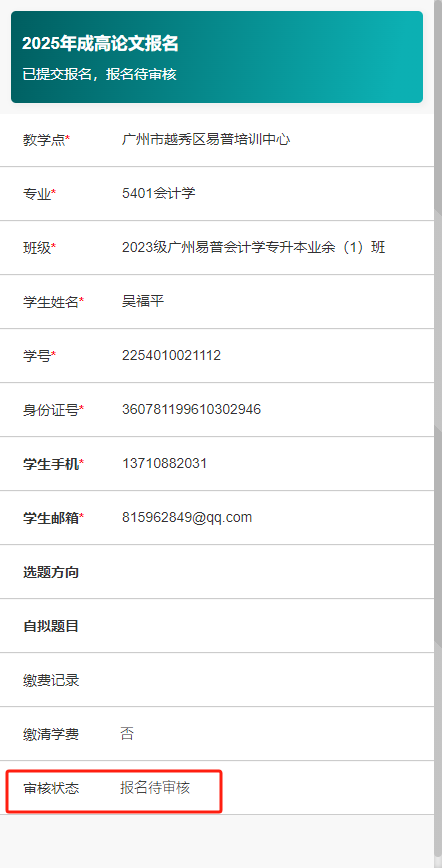 2025年成高论文报名
已提交报名，报名待审核
教学点* 广州市越秀区易普培训中心
专业* 5401会计学
班级* 2023级广州易普会计学专升本业余（1）班
学生姓名* 吴福平
学号* 2254010021112
身份证号* 360781199610302946
学生手机* 13710882031
学生邮箱* 815962849@qq.com
选题方向
自拟题目
缴费记录
缴清学费 否
审核状态 报名待审核